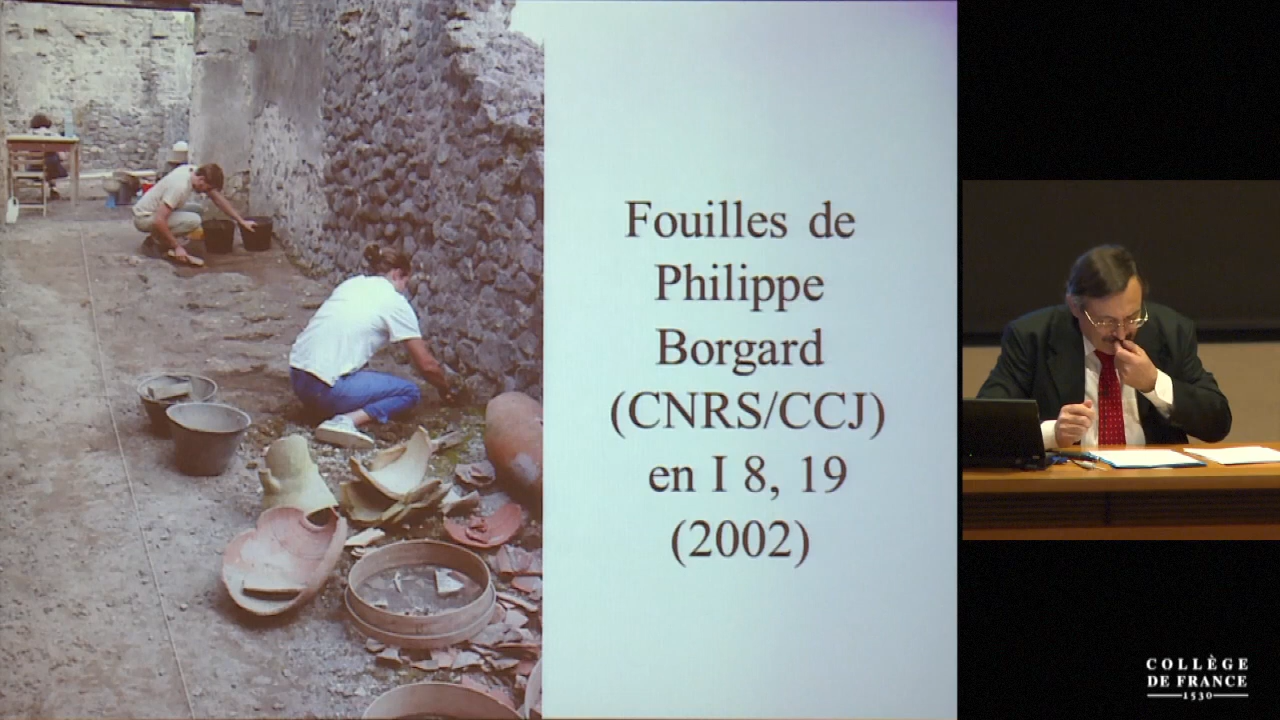 Fouilles de
Philippe
Borgard
(CNRS/CCJ)
en I 8, 19
(2002)
COLLÈGE
DE FRANCE
1530